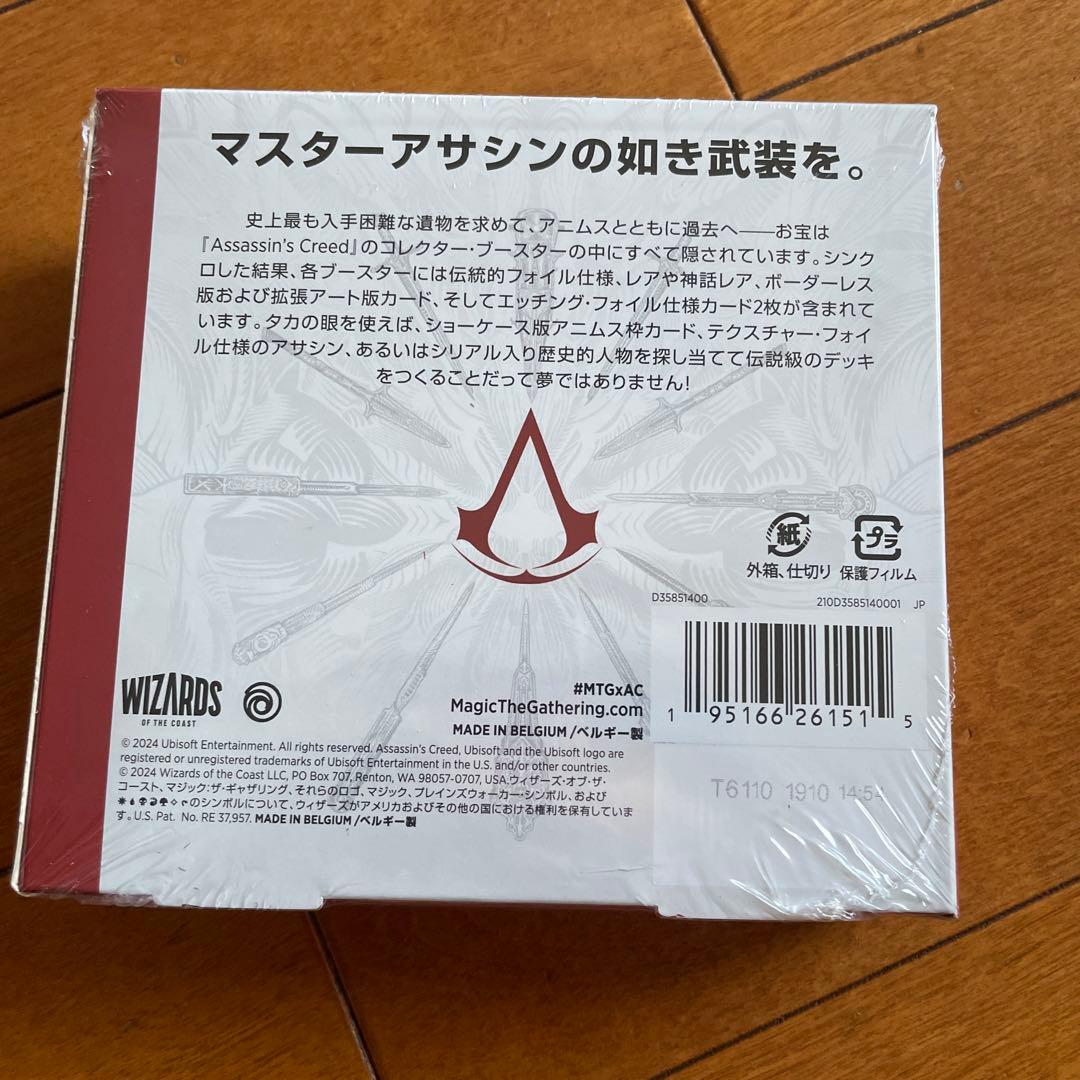 マスターアサシンの如き武装を。
史上最も入手困難な遺物を求めて、アニムスとともに過去へ――お宝は
『Assassin's Creed』のコレクター・ブースターの中にすべて隠されています。シンク
ロした結果、各ブースターには伝統的フォイル仕様、レアや神話レア、ボーダーレス
版および拡張アート版カード、そしてエッチング・フォイル仕様カード2枚が含まれて
います。タカの眼を使えば、ショーケース版アニムス枠カード、テクスチャー・フォイ
ル仕様のアサシン、あるいはシリアル入り歴史的人物を探し当てて伝説級のデッキ
をつくることだって夢ではありません!
紙
プラ
外箱、仕切り 保護フィルム
D35851400 210D3585140001 JP
1 95166 26151 5
T6110 1910 14:54
WIZARDS
OF THE COAST
#MTGxAC
MagicTheGathering.com
MADE IN BELGIUM /ベルギー製
© 2024 Ubisoft Entertainment. All rights reserved. Assassin's Creed, Ubisoft and the Ubisoft logo are
registered or unregistered trademarks of Ubisoft Entertainment in the U.S. and/or other countries.
© 2024 Wizards of the Coast LLC, PO Box 707, Renton, WA 98057-0707, USA.ウィザーズ・オブ・ザ・
コースト、マジック:ザ・ギャザリング、それらのロゴ、マジック、プレインズウォーカー・シンボル、および
のシンボルについて、ウィザーズがアメリカおよびその他の国における権利を保有していま
す。U.S. Pat. No. RE 37,957. MADE IN BELGIUM /ベルギー製